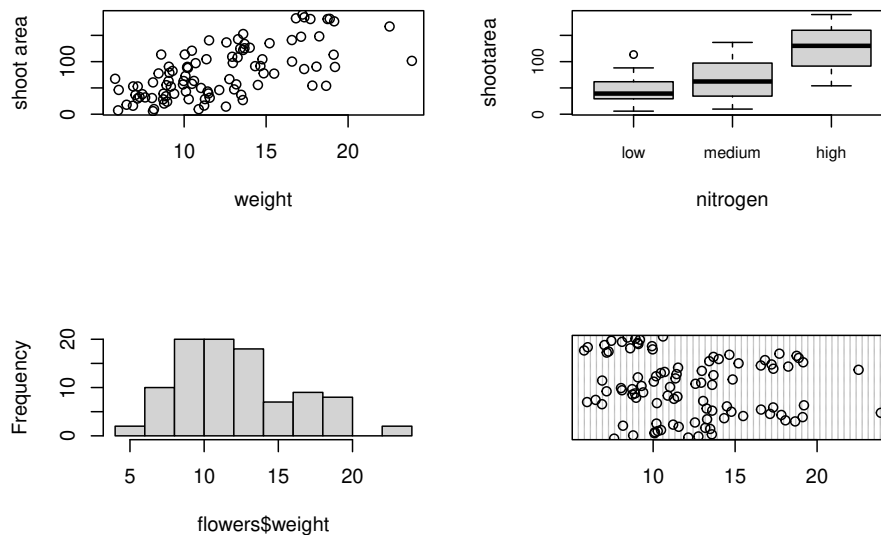 shoot area
0
100
10 15 20
weight
shootarea
0
100
low medium high
nitrogen
Frequency
0
10
20
5 10 15 20
flowers$weight
10 15 20